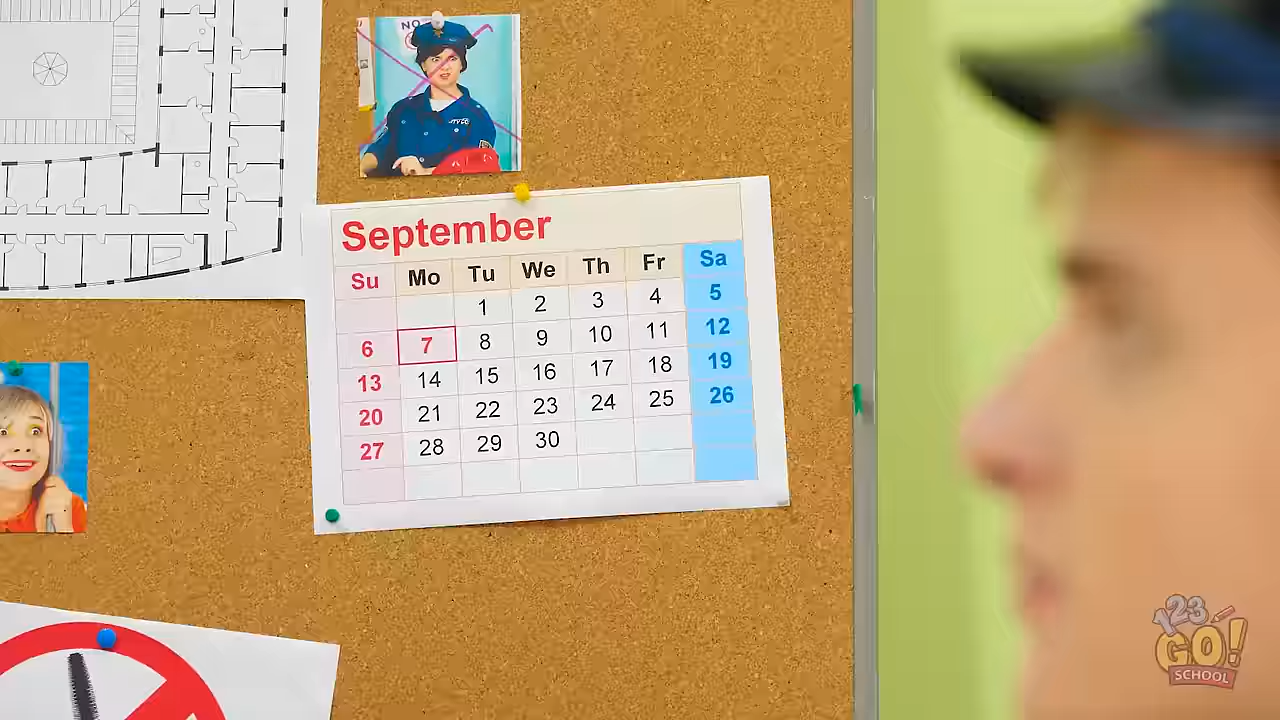 NO
September
Su Mo Tu We Th Fr Sa
1 2 3 4 5
6 7 8 9 10 11 12
13 14 15 16 17 18 19
20 21 22 23 24 25 26
27 28 29 30
123
GO!
SCHOOL